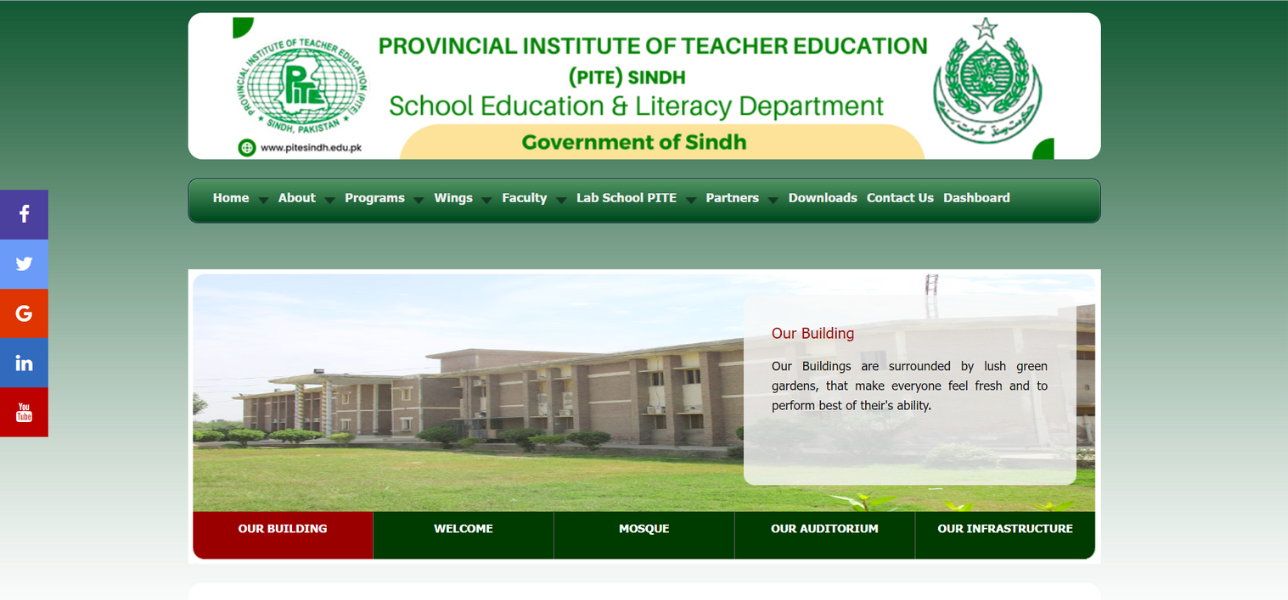 PROVINCIAL INSTITUTE OF TEACHER EDUCATION (PITE)
PITE
SINDH, PAKISTAN
www.pitesindh.edu.pk
PROVINCIAL INSTITUTE OF TEACHER EDUCATION
(PITE) SINDH
School Education & Literacy Department
Government of Sindh
Home About Programs Wings Faculty Lab School PITE Partners Downloads Contact Us Dashboard
f
G
in
You
Tube
Our Building
Our Buildings are surrounded by lush green
gardens, that make everyone feel fresh and to
perform best of their's ability.
OUR BUILDING WELCOME MOSQUE OUR AUDITORIUM OUR INFRASTRUCTURE